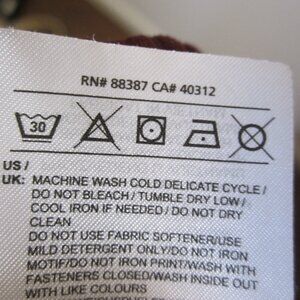 RN# 88387 CA# 40312
30
US /
UK: MACHINE WASH COLD DELICATE CYCLE /
DO NOT BLEACH / TUMBLE DRY LOW /
COOL IRON IF NEEDED / DO NOT DRY
CLEAN
DO NOT USE FABRIC SOFTENER/USE
MILD DETERGENT ONLY/DO NOT IRON
MOTIF/DO NOT IRON PRINT/WASH WITH
FASTENERS CLOSED/WASH INSIDE OUT
WITH LIKE COLOURS